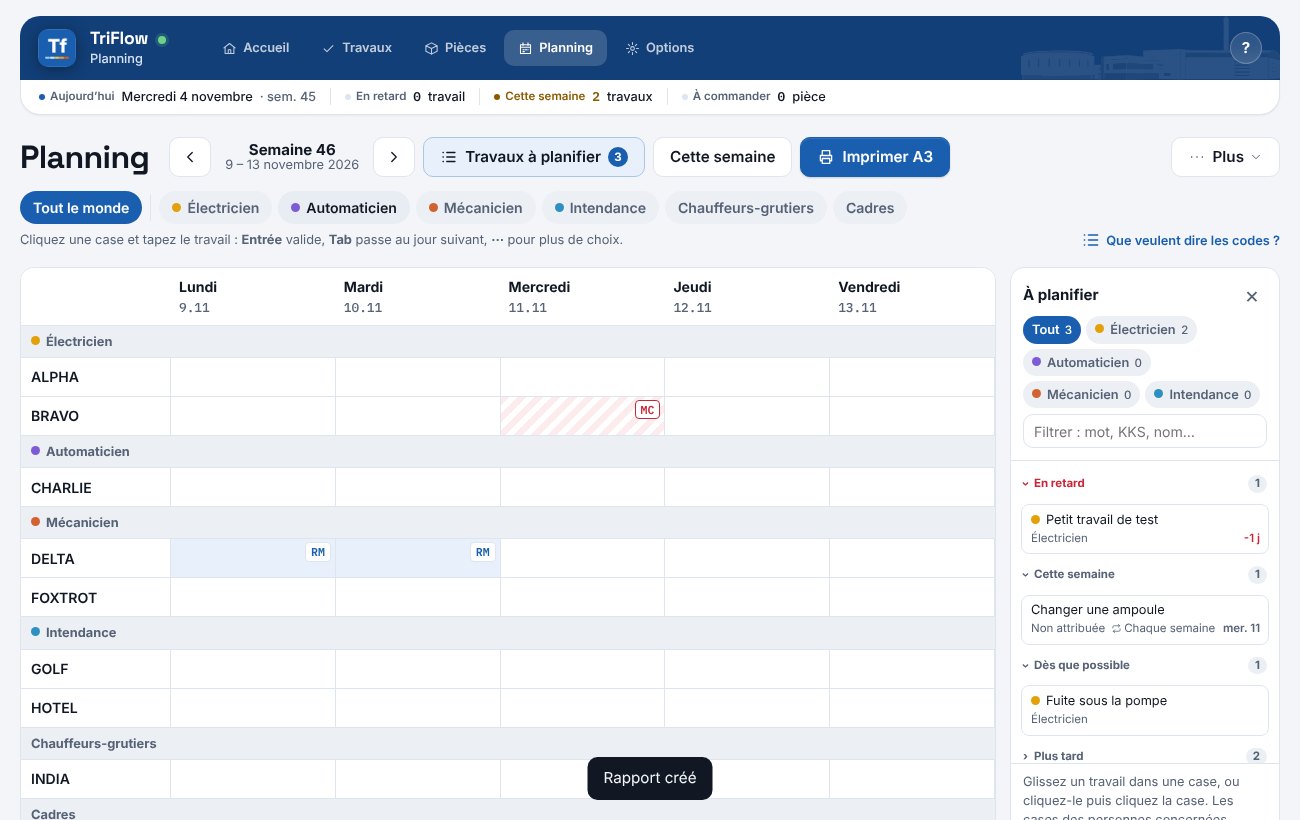 Tf
TriFlow
Planning
Accueil
Travaux
Pièces
Planning
Options
?
Aujourd'hui Mercredi 4 novembre · sem. 45
En retard 0 travail
Cette semaine 2 travaux
À commander 0 pièce
Planning
Semaine 46
9 – 13 novembre 2026
Travaux à planifier 3
Cette semaine
Imprimer A3
··· Plus
Tout le monde
Électricien
Automaticien
Mécanicien
Intendance
Chauffeurs-grutiers
Cadres
Cliquez une case et tapez le travail : Entrée valide, Tab passe au jour suivant, ··· pour plus de choix.
Que veulent dire les codes ?
Lundi
9.11
Mardi
10.11
Mercredi
11.11
Jeudi
12.11
Vendredi
13.11
Électricien
ALPHA
BRAVO
MC
Automaticien
CHARLIE
Mécanicien
DELTA
RM
RM
FOXTROT
Intendance
GOLF
HOTEL
Chauffeurs-grutiers
INDIA
Cadres
Rapport créé
À planifier
Tout 3
Électricien 2
Automaticien 0
Mécanicien 0
Intendance 0
Filtrer : mot, KKS, nom...
En retard 1
Petit travail de test
Électricien -1 j
Cette semaine 1
Changer une ampoule
Non attribuée Chaque semaine mer. 11
Dès que possible 1
Fuite sous la pompe
Électricien
Plus tard 2
Glissez un travail dans une case, ou
cliquez-le puis cliquez la case. Les
cases des personnes concernées